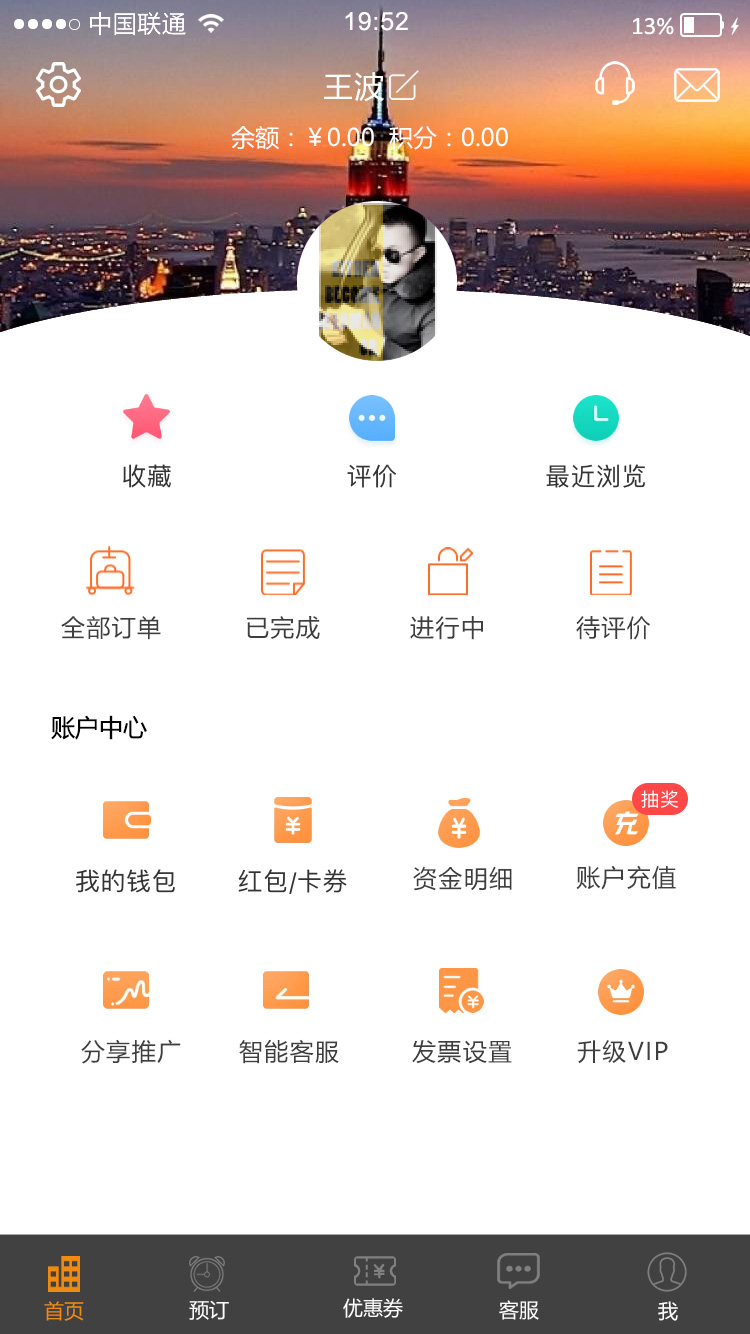 中国联通 19:52 13%
王波
余额：￥0.00 积分：0.00
收藏 评价 最近浏览
全部订单 已完成 进行中 待评价
账户中心
¥ ¥ 充 抽奖
我的钱包 红包/卡券 资金明细 账户充值
¥
分享推广 智能客服 发票设置 升级VIP
¥
首页 预订 优惠券 客服 我